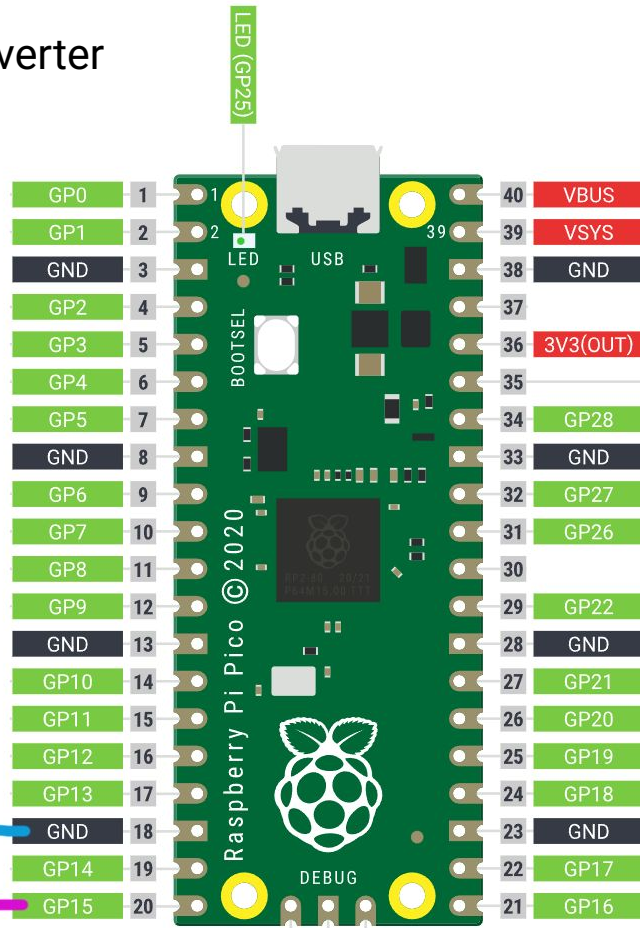 verter
LED (GP25)
GP0 1 1 40 VBUS
GP1 2 2 39 39 VSYS
GND 3 LED USB 38 GND
GP2 4 37
GP3 5 BOOTSEL 36 3V3(OUT)
GP4 6 35
GP5 7 34 GP28
GND 8 33 GND
GP6 9 32 GP27
GP7 10 31 GP26
GP8 11 30
GP9 12 29 GP22
GND 13 28 GND
GP10 14 27 GP21
GP11 15 26 GP20
GP12 16 25 GP19
GP13 17 24 GP18
GND 18 23 GND
GP14 19 22 GP17
GP15 20 21 GP16
Raspberry Pi Pico © 2020
DEBUG